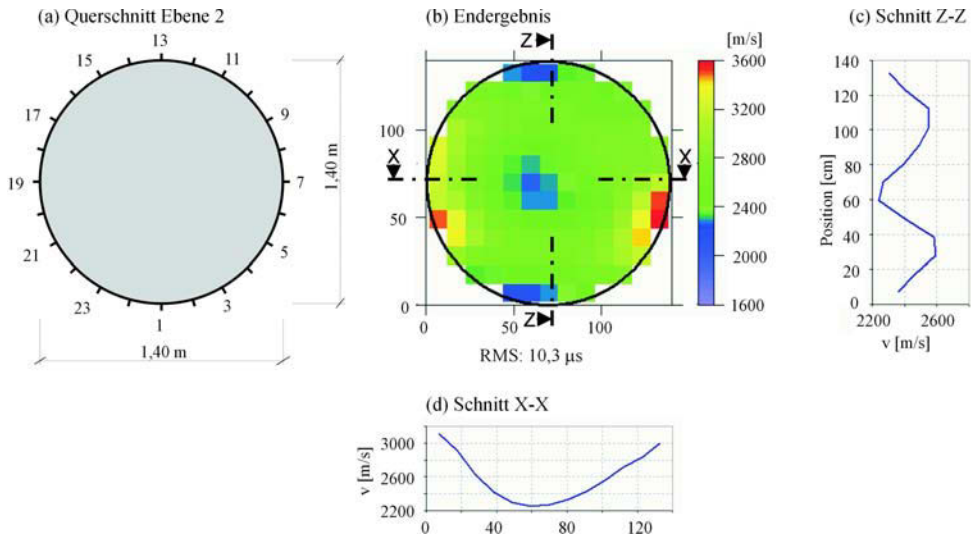 (a) Querschnitt Ebene 2
13
15
11
17
9
19
7
21
5
23
3
1
1,40 m
1,40 m
(b) Endergebnis
[m/s]
Z
3600
3200
2800
2400
2000
1600
100
50
0
X
X
Z
0
50
100
RMS: 10,3 µs
(c) Schnitt Z-Z
Position [cm]
140
120
100
80
60
40
20
0
2200
2600
v [m/s]
(d) Schnitt X-X
v [m/s]
3000
2600
2200
0
40
80
120